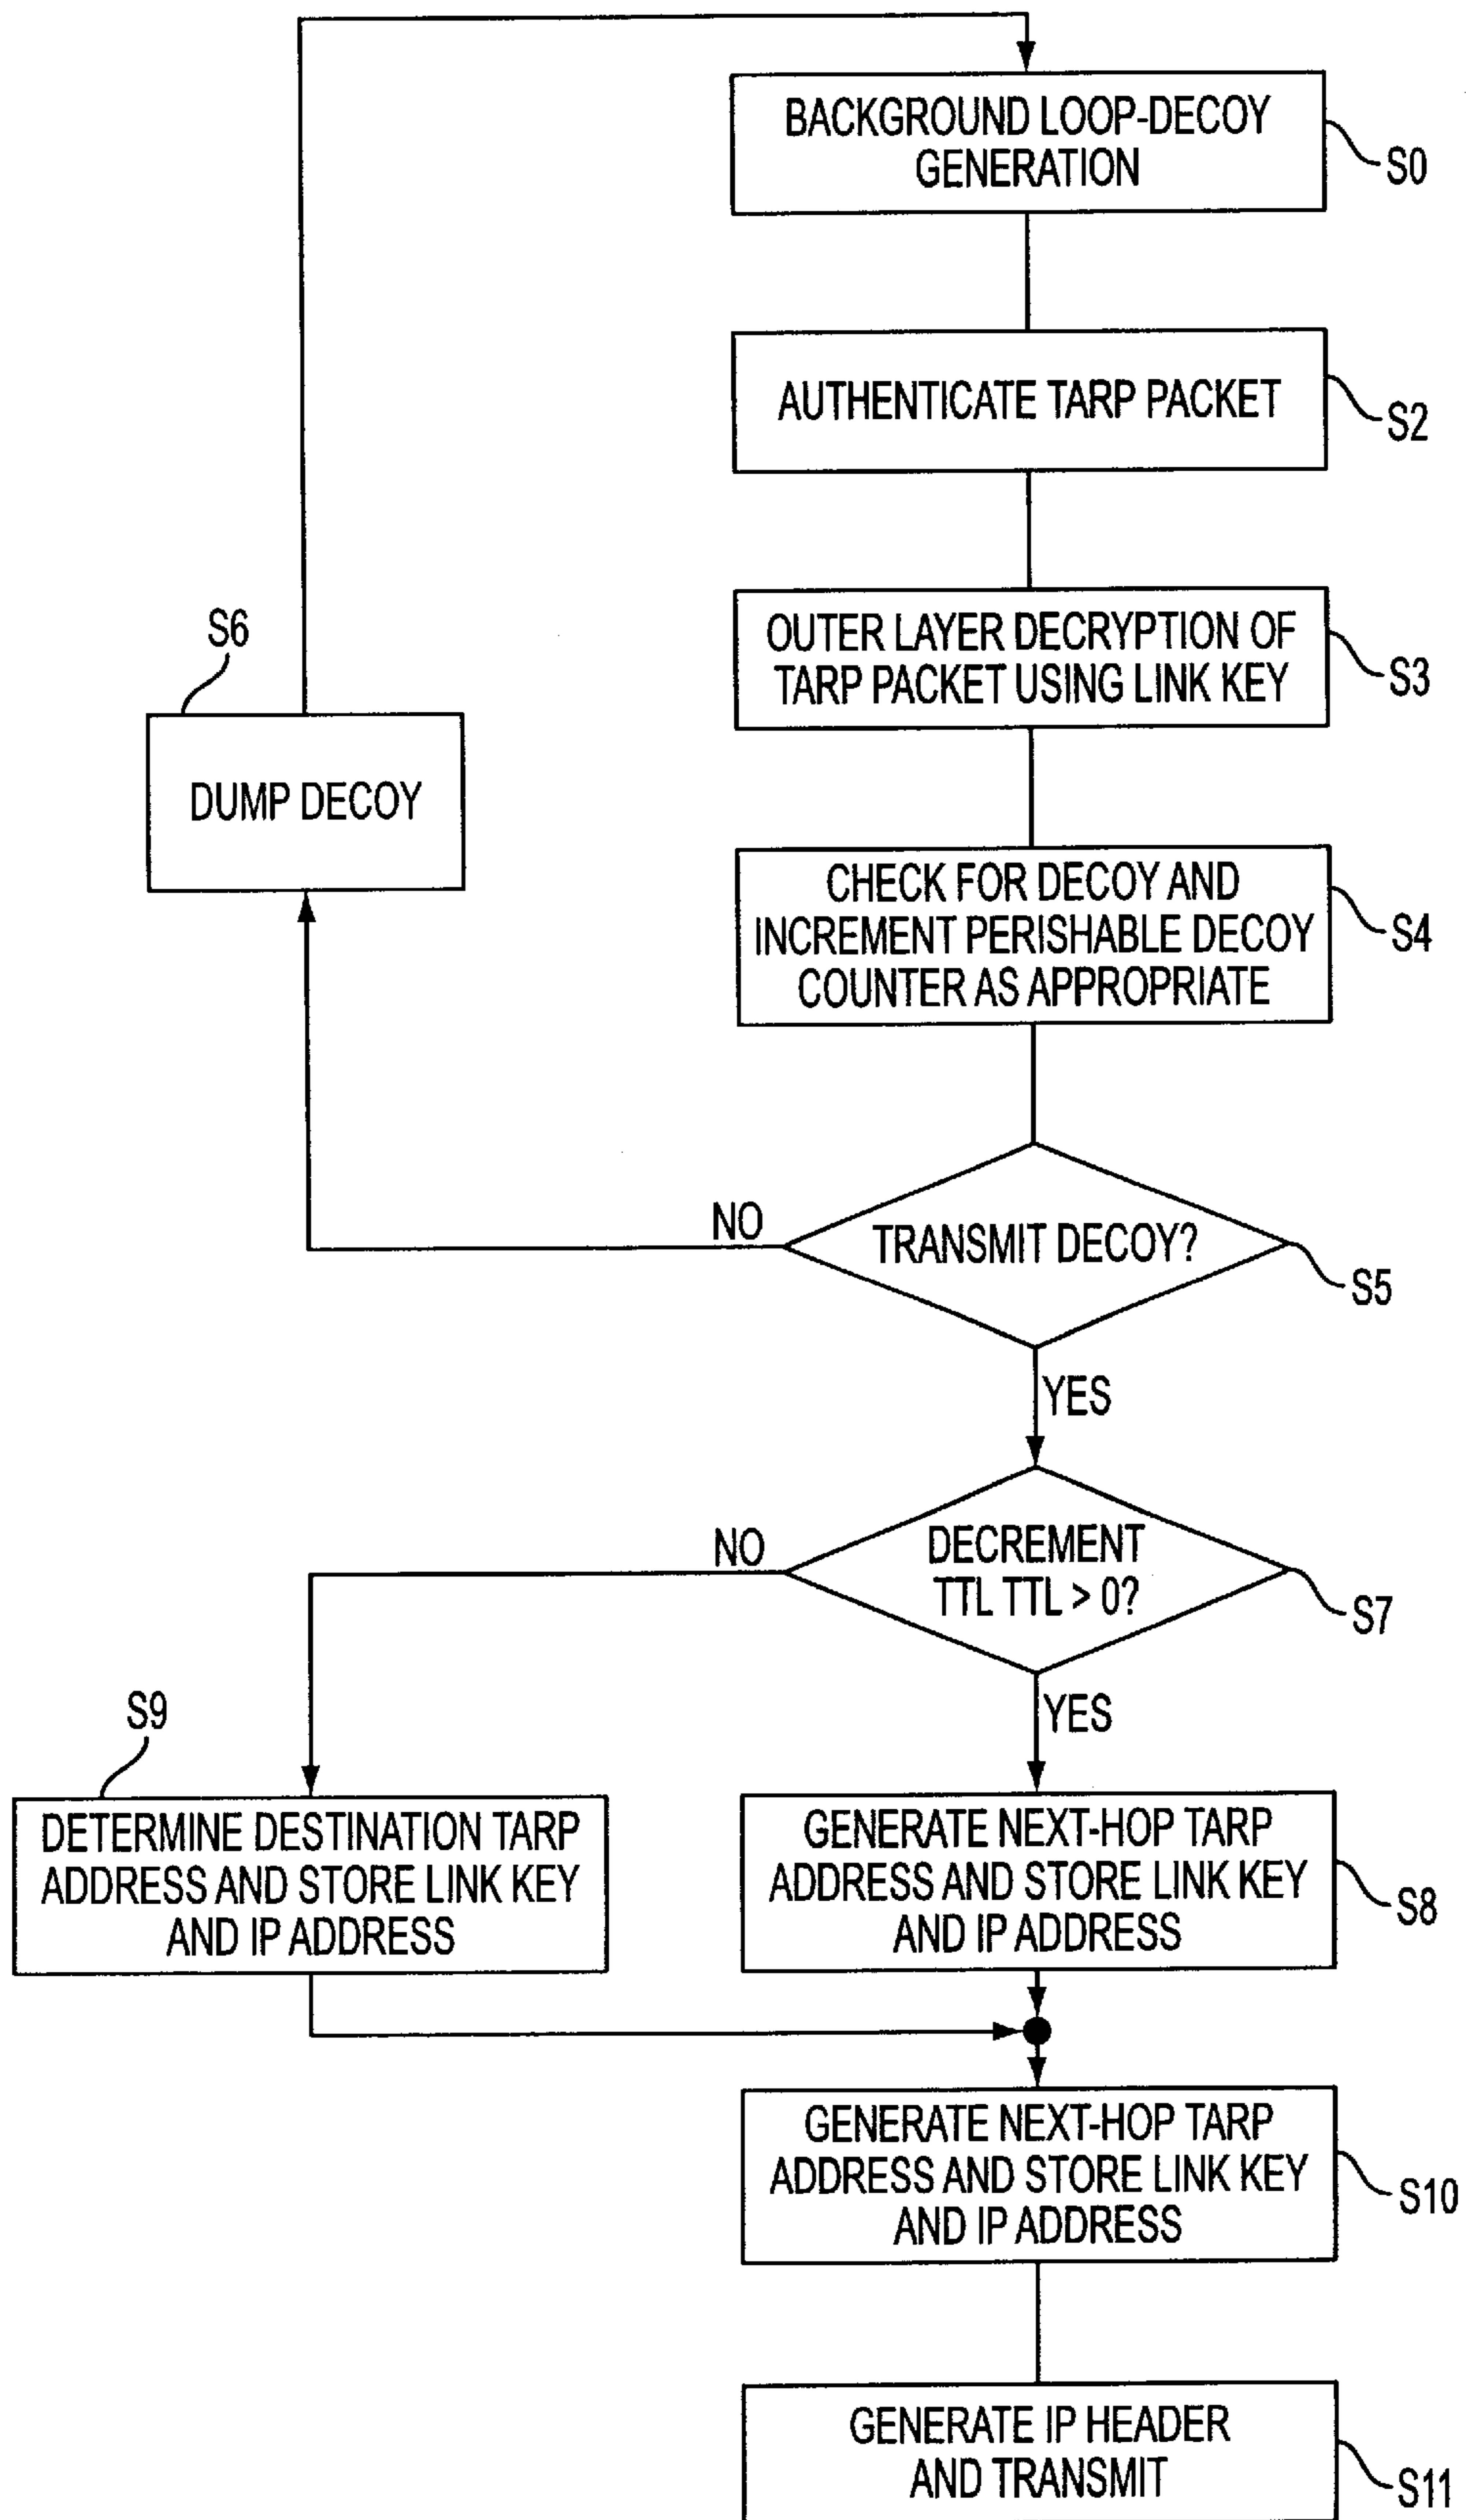 BACKGROUND LOOP-DECOY
GENERATION
S0
AUTHENTICATE TARP PACKET
S2
OUTER LAYER DECRYPTION OF
TARP PACKET USING LINK KEY
S3
S6
DUMP DECOY
CHECK FOR DECOY AND
INCREMENT PERISHABLE DECOY
COUNTER AS APPROPRIATE
S4
NO
TRANSMIT DECOY?
S5
YES
NO
DECREMENT
TTL TTL > 0?
S7
YES
S9
DETERMINE DESTINATION TARP
ADDRESS AND STORE LINK KEY
AND IP ADDRESS
GENERATE NEXT-HOP TARP
ADDRESS AND STORE LINK KEY
AND IP ADDRESS
S8
GENERATE NEXT-HOP TARP
ADDRESS AND STORE LINK KEY
AND IP ADDRESS
S10
GENERATE IP HEADER
AND TRANSMIT
S11